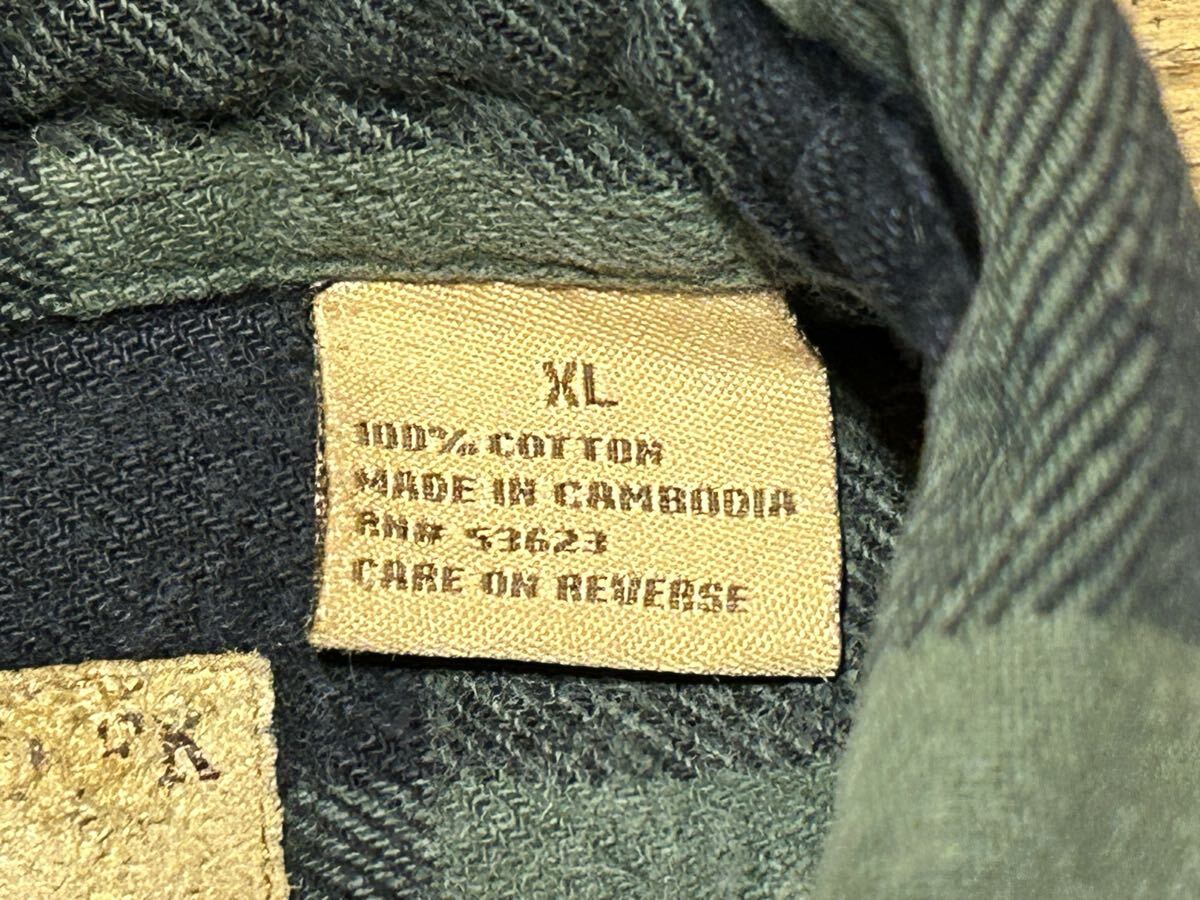 XL
100% COTTON
MADE IN CAMBODIA
RN# 53623
CARE ON REVERSE